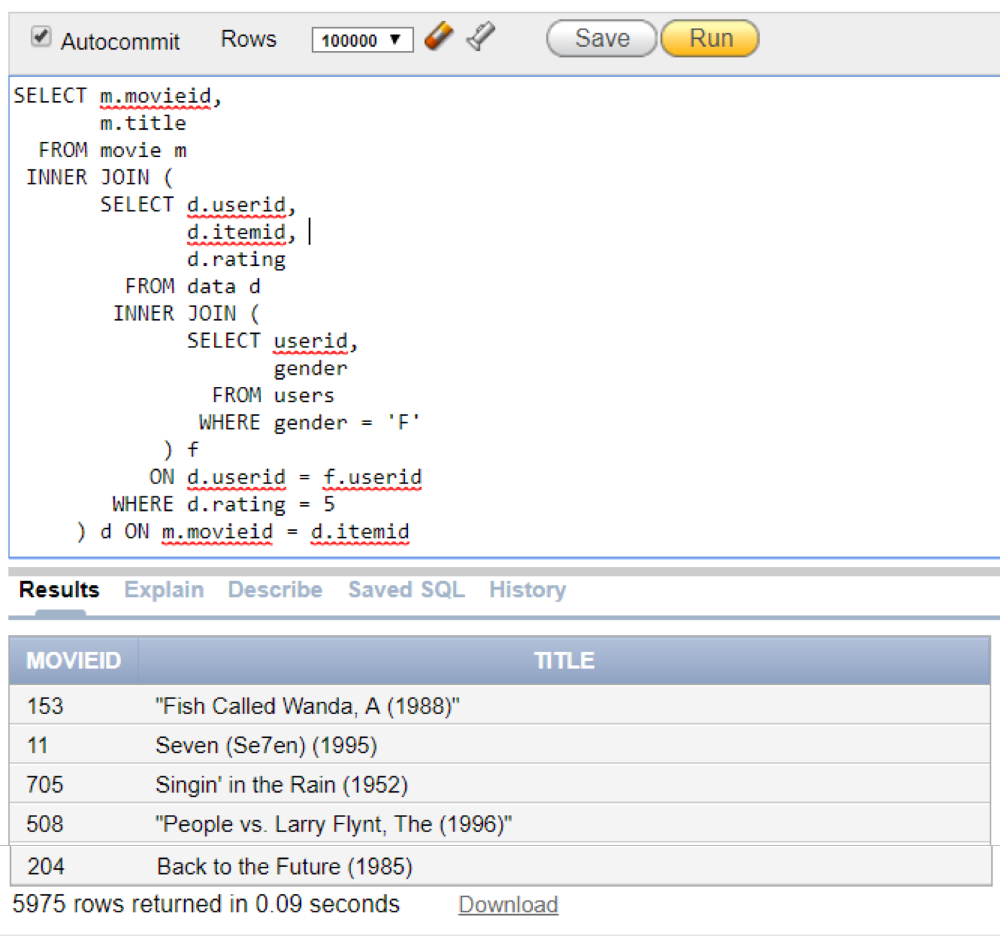 Autocommit Rows 100000 Save Run
SELECT m.movieid,
m.title
FROM movie m
INNER JOIN (
SELECT d.userid,
d.itemid,
d.rating
FROM data d
INNER JOIN (
SELECT userid,
gender
FROM users
WHERE gender = 'F'
) f
ON d.userid = f.userid
WHERE d.rating = 5
) d ON m.movieid = d.itemid
Results Explain Describe Saved SQL History
MOVIEID TITLE
153 "Fish Called Wanda, A (1988)"
11 Seven (Se7en) (1995)
705 Singin' in the Rain (1952)
508 "People vs. Larry Flynt, The (1996)"
204 Back to the Future (1985)
5975 rows returned in 0.09 seconds Download